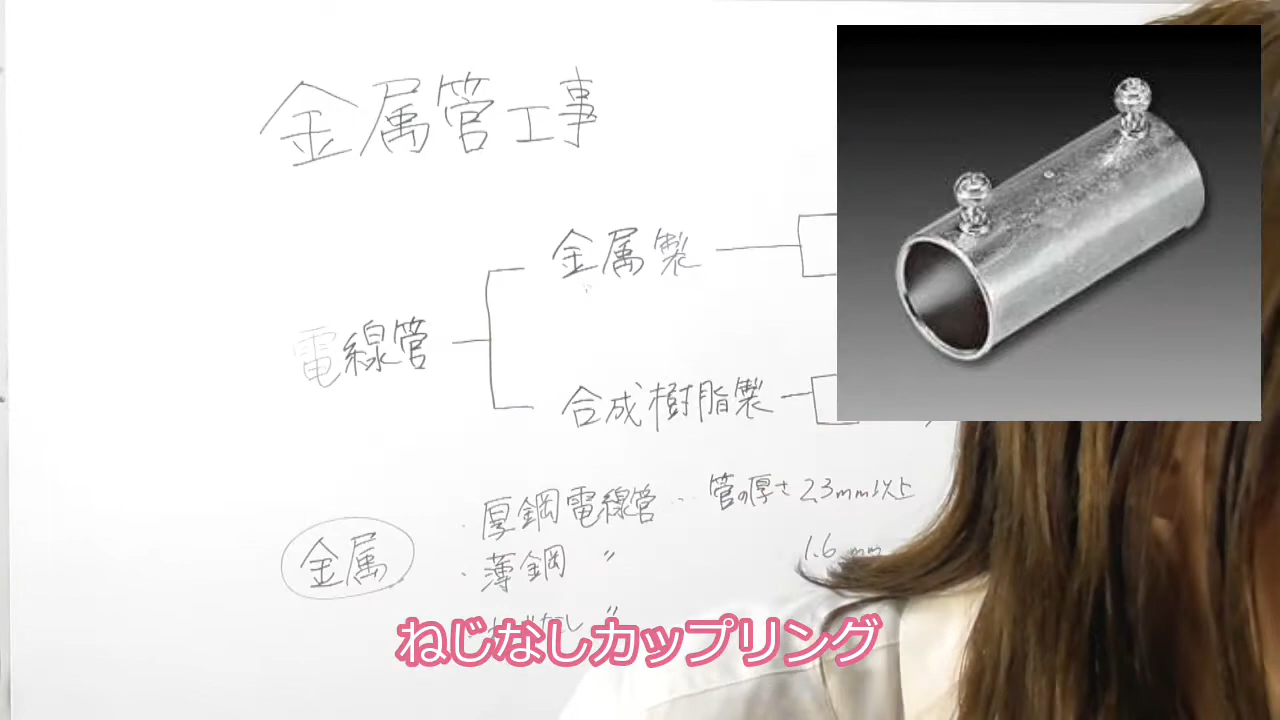 金属管工事
金属製
電線管
合成樹脂製
・厚鋼電線管… 管の厚さ 2.3mm以上
金属
・薄鋼 〃 1.6mm
ねじなしカップリング